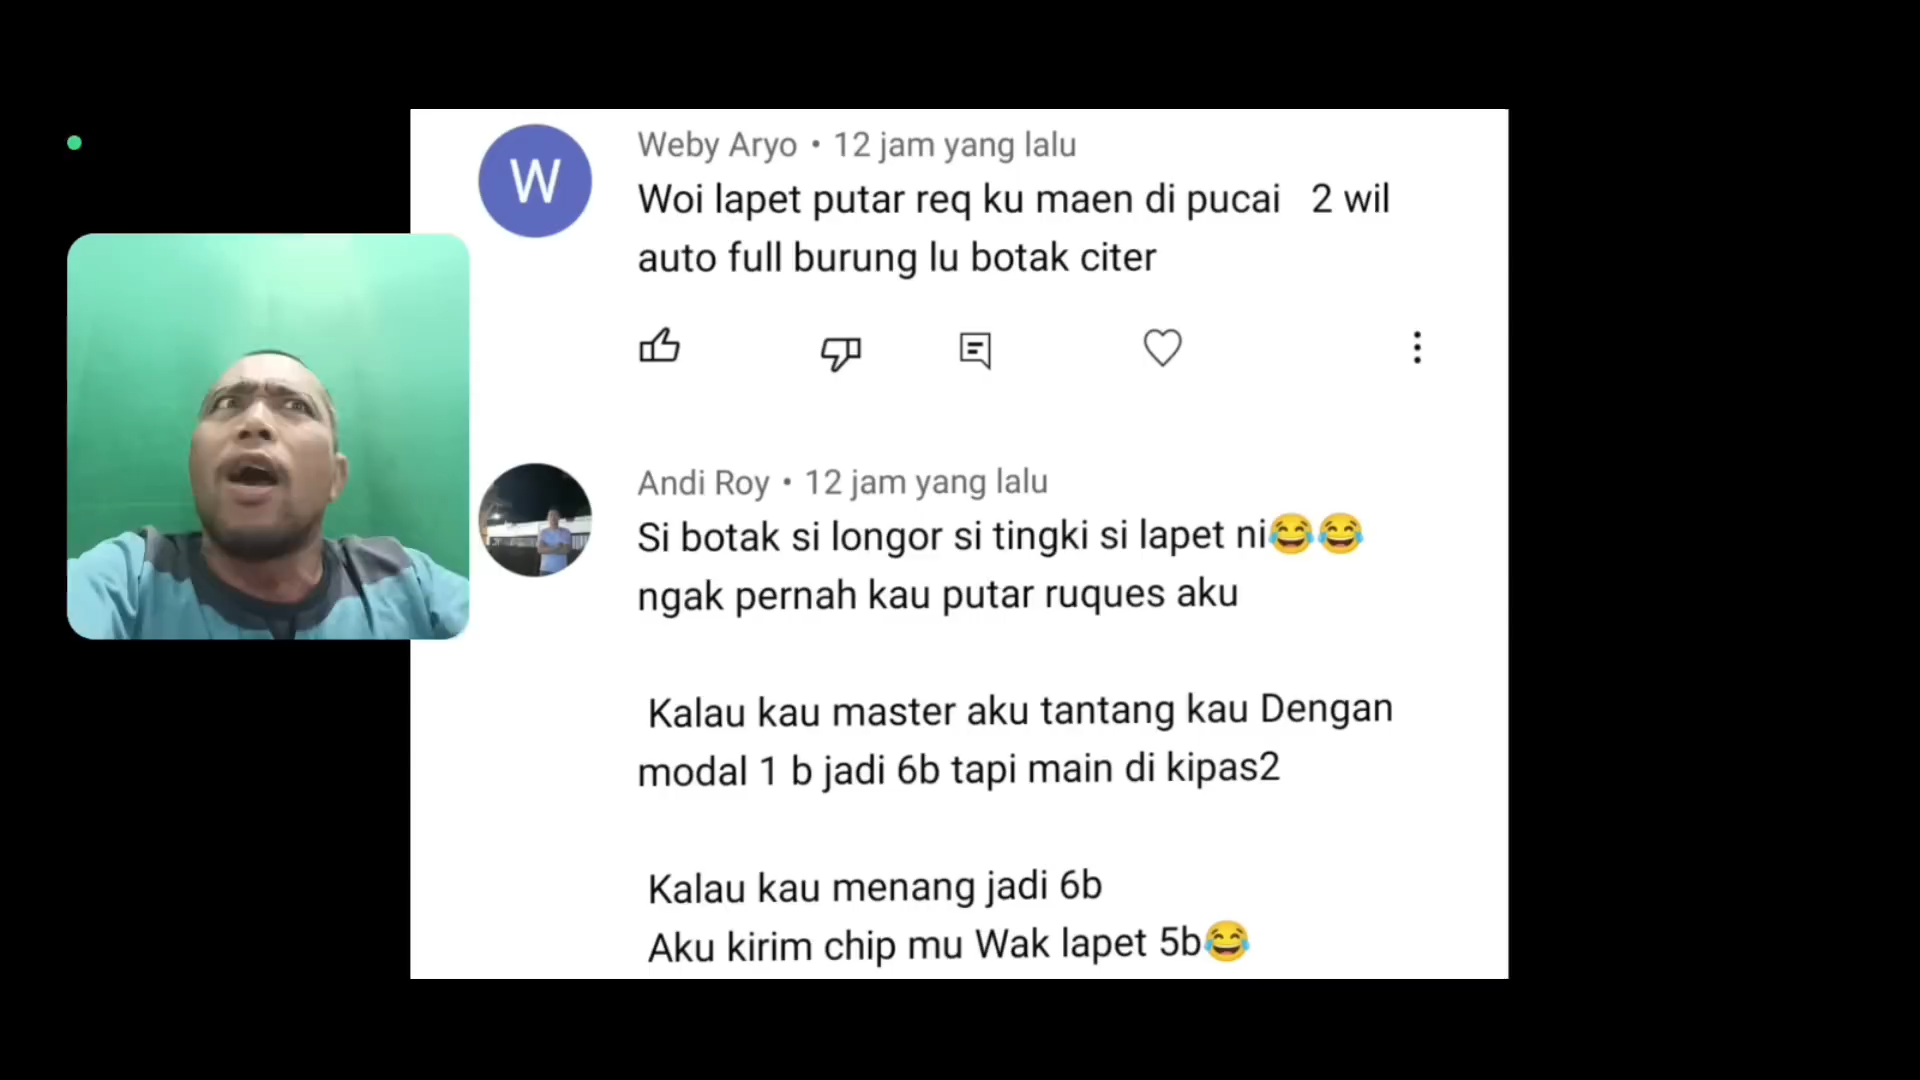 W
Weby Aryo • 12 jam yang lalu
Woi lapet putar req ku maen di pucai 2 wil
auto full burung lu botak citer
Andi Roy • 12 jam yang lalu
Si botak si longor si tingki si lapet ni😂😂
ngak pernah kau putar ruques aku
Kalau kau master aku tantang kau Dengan
modal 1 b jadi 6b tapi main di kipas2
Kalau kau menang jadi 6b
Aku kirim chip mu Wak lapet 5b😂